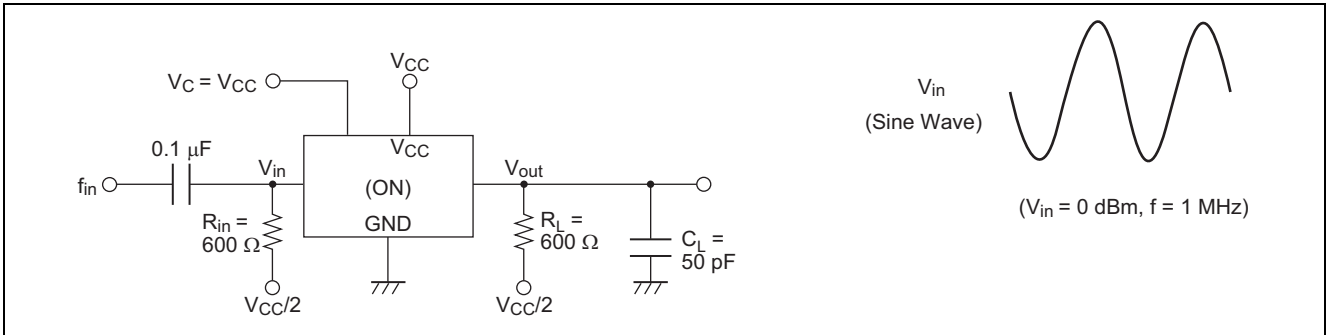 V_CC
V_C = V_CC
V_CC
0.1 μF
f_in
V_in
(ON)
V_out
GND
R_in =
600 Ω
R_L =
600 Ω
C_L =
50 pF
V_CC/2
V_CC/2
V_in
(Sine Wave)
(V_in = 0 dBm, f = 1 MHz)